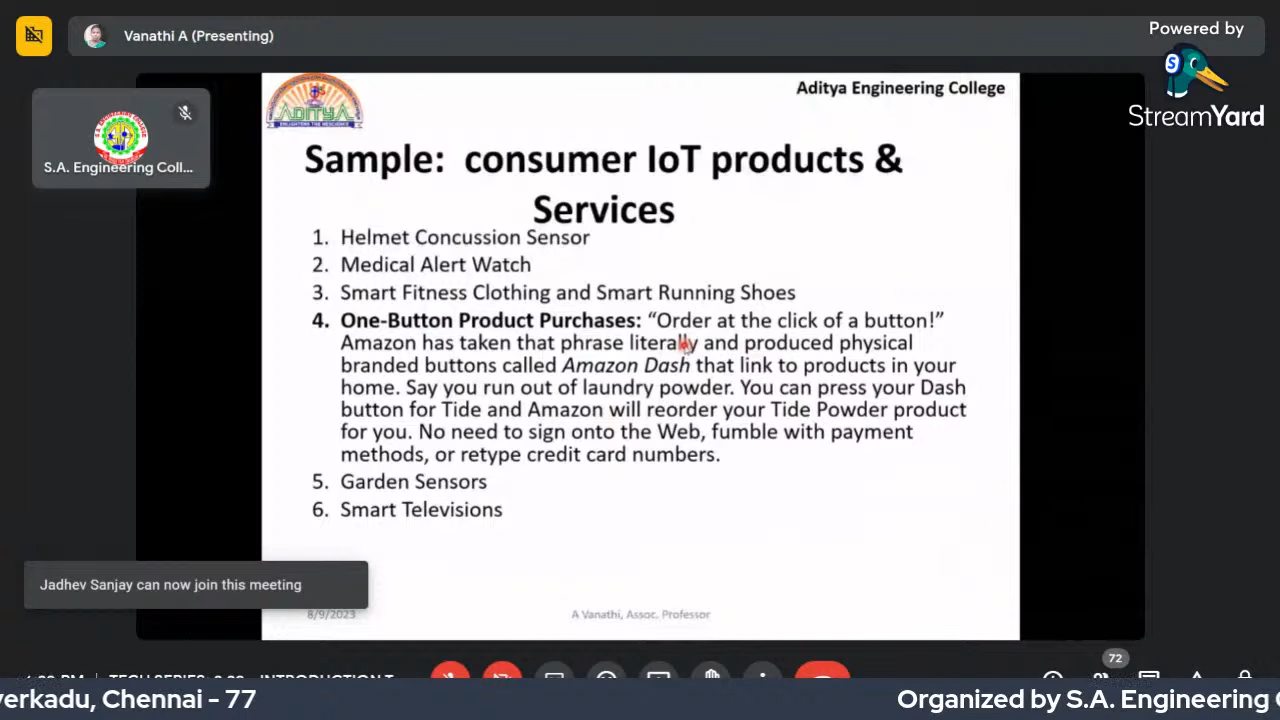 Vanathi A (Presenting)
Powered by
StreamYard
S.A. Engineering Coll...
ADITYA
Aditya Engineering College
Sample: consumer IoT products &
Services
1. Helmet Concussion Sensor
2. Medical Alert Watch
3. Smart Fitness Clothing and Smart Running Shoes
4. One-Button Product Purchases: “Order at the click of a button!”
Amazon has taken that phrase literally and produced physical
branded buttons called Amazon Dash that link to products in your
home. Say you run out of laundry powder. You can press your Dash
button for Tide and Amazon will reorder your Tide Powder product
for you. No need to sign onto the Web, fumble with payment
methods, or retype credit card numbers.
5. Garden Sensors
6. Smart Televisions
Jadhev Sanjay can now join this meeting
8/9/2023
A Vanathi, Assoc. Professor
72
verkadu, Chennai - 77
Organized by S.A. Engineering